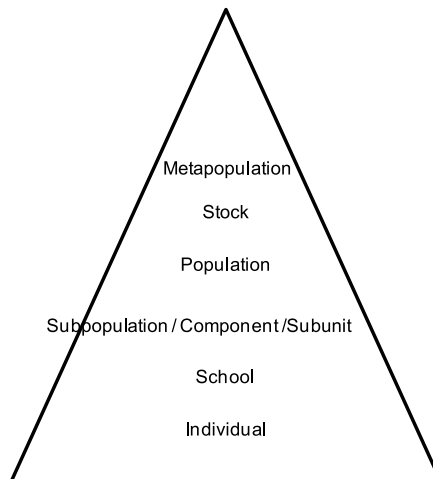 Metapopulation
Stock
Population
Subpopulation / Component /Subunit
School
Individual